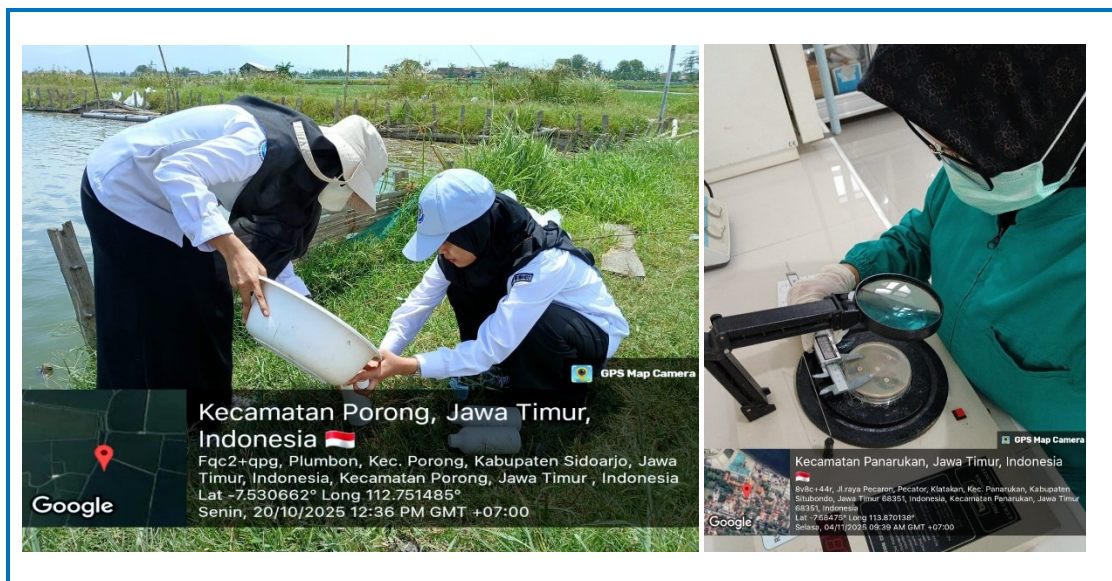 GPS Map Camera
Kecamatan Porong, Jawa Timur,
Indonesia 🇮🇩
Fqc2+qpg, Plumbon, Kec. Porong, Kabupaten Sidoarjo, Jawa
Timur, Indonesia, Kecamatan Porong, Jawa Timur , Indonesia
Lat -7.530662° Long 112.751485°
Senin, 20/10/2025 12:36 PM GMT +07:00
Google
GPS Map Camera
Kecamatan Panarukan, Jawa Timur, Indonesia
🇮🇩
8v8c+44r, Jl.raya Pecaron, Pecator, Klatakan, Kec. Panarukan, Kabupaten
Situbondo, Jawa Timur 68351, Indonesia, Kecamatan Panarukan, Jawa Timur
68351, Indonesia
Lat -7.68475° Long 113.870138°
Selasa, 04/11/2025 09:39 AM GMT +07:00
Google